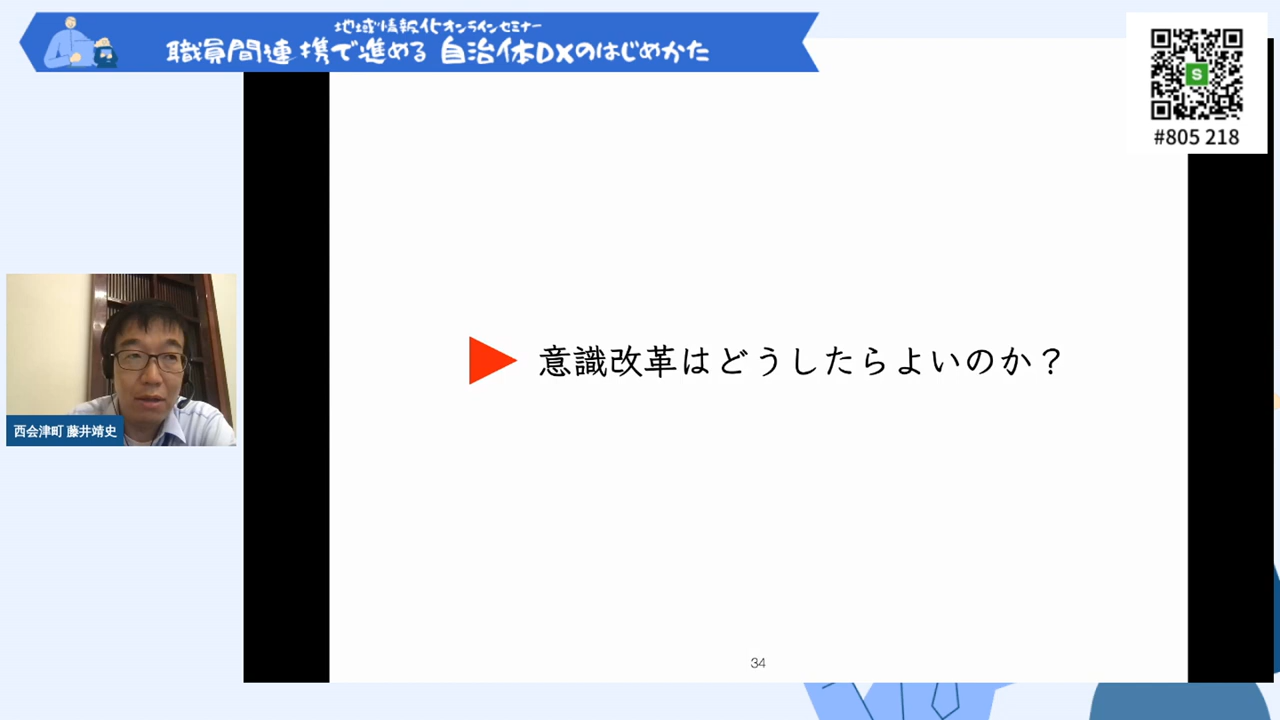 地域情報化オンラインセミナー
職員間連携で進める 自治体DXのはじめかた
#805 218
S
意識改革はどうしたらよいのか？
西会津町 藤井靖史
34